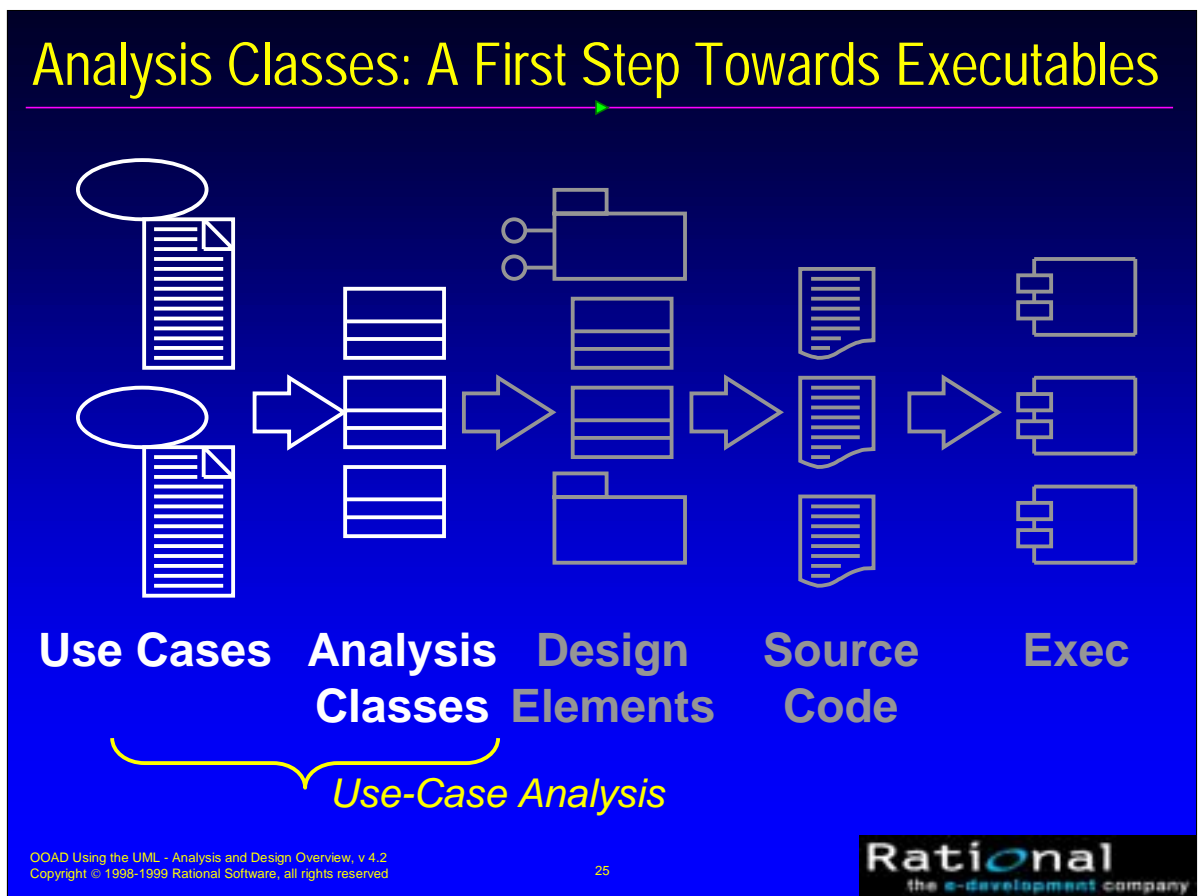 Analysis Classes: A First Step Towards Executables
Use Cases
Analysis
Classes
Design
Elements
Source
Code
Exec
Use-Case Analysis
OOAD Using the UML - Analysis and Design Overview, v 4.2
Copyright © 1998-1999 Rational Software, all rights reserved
25
Rational
the e-development company